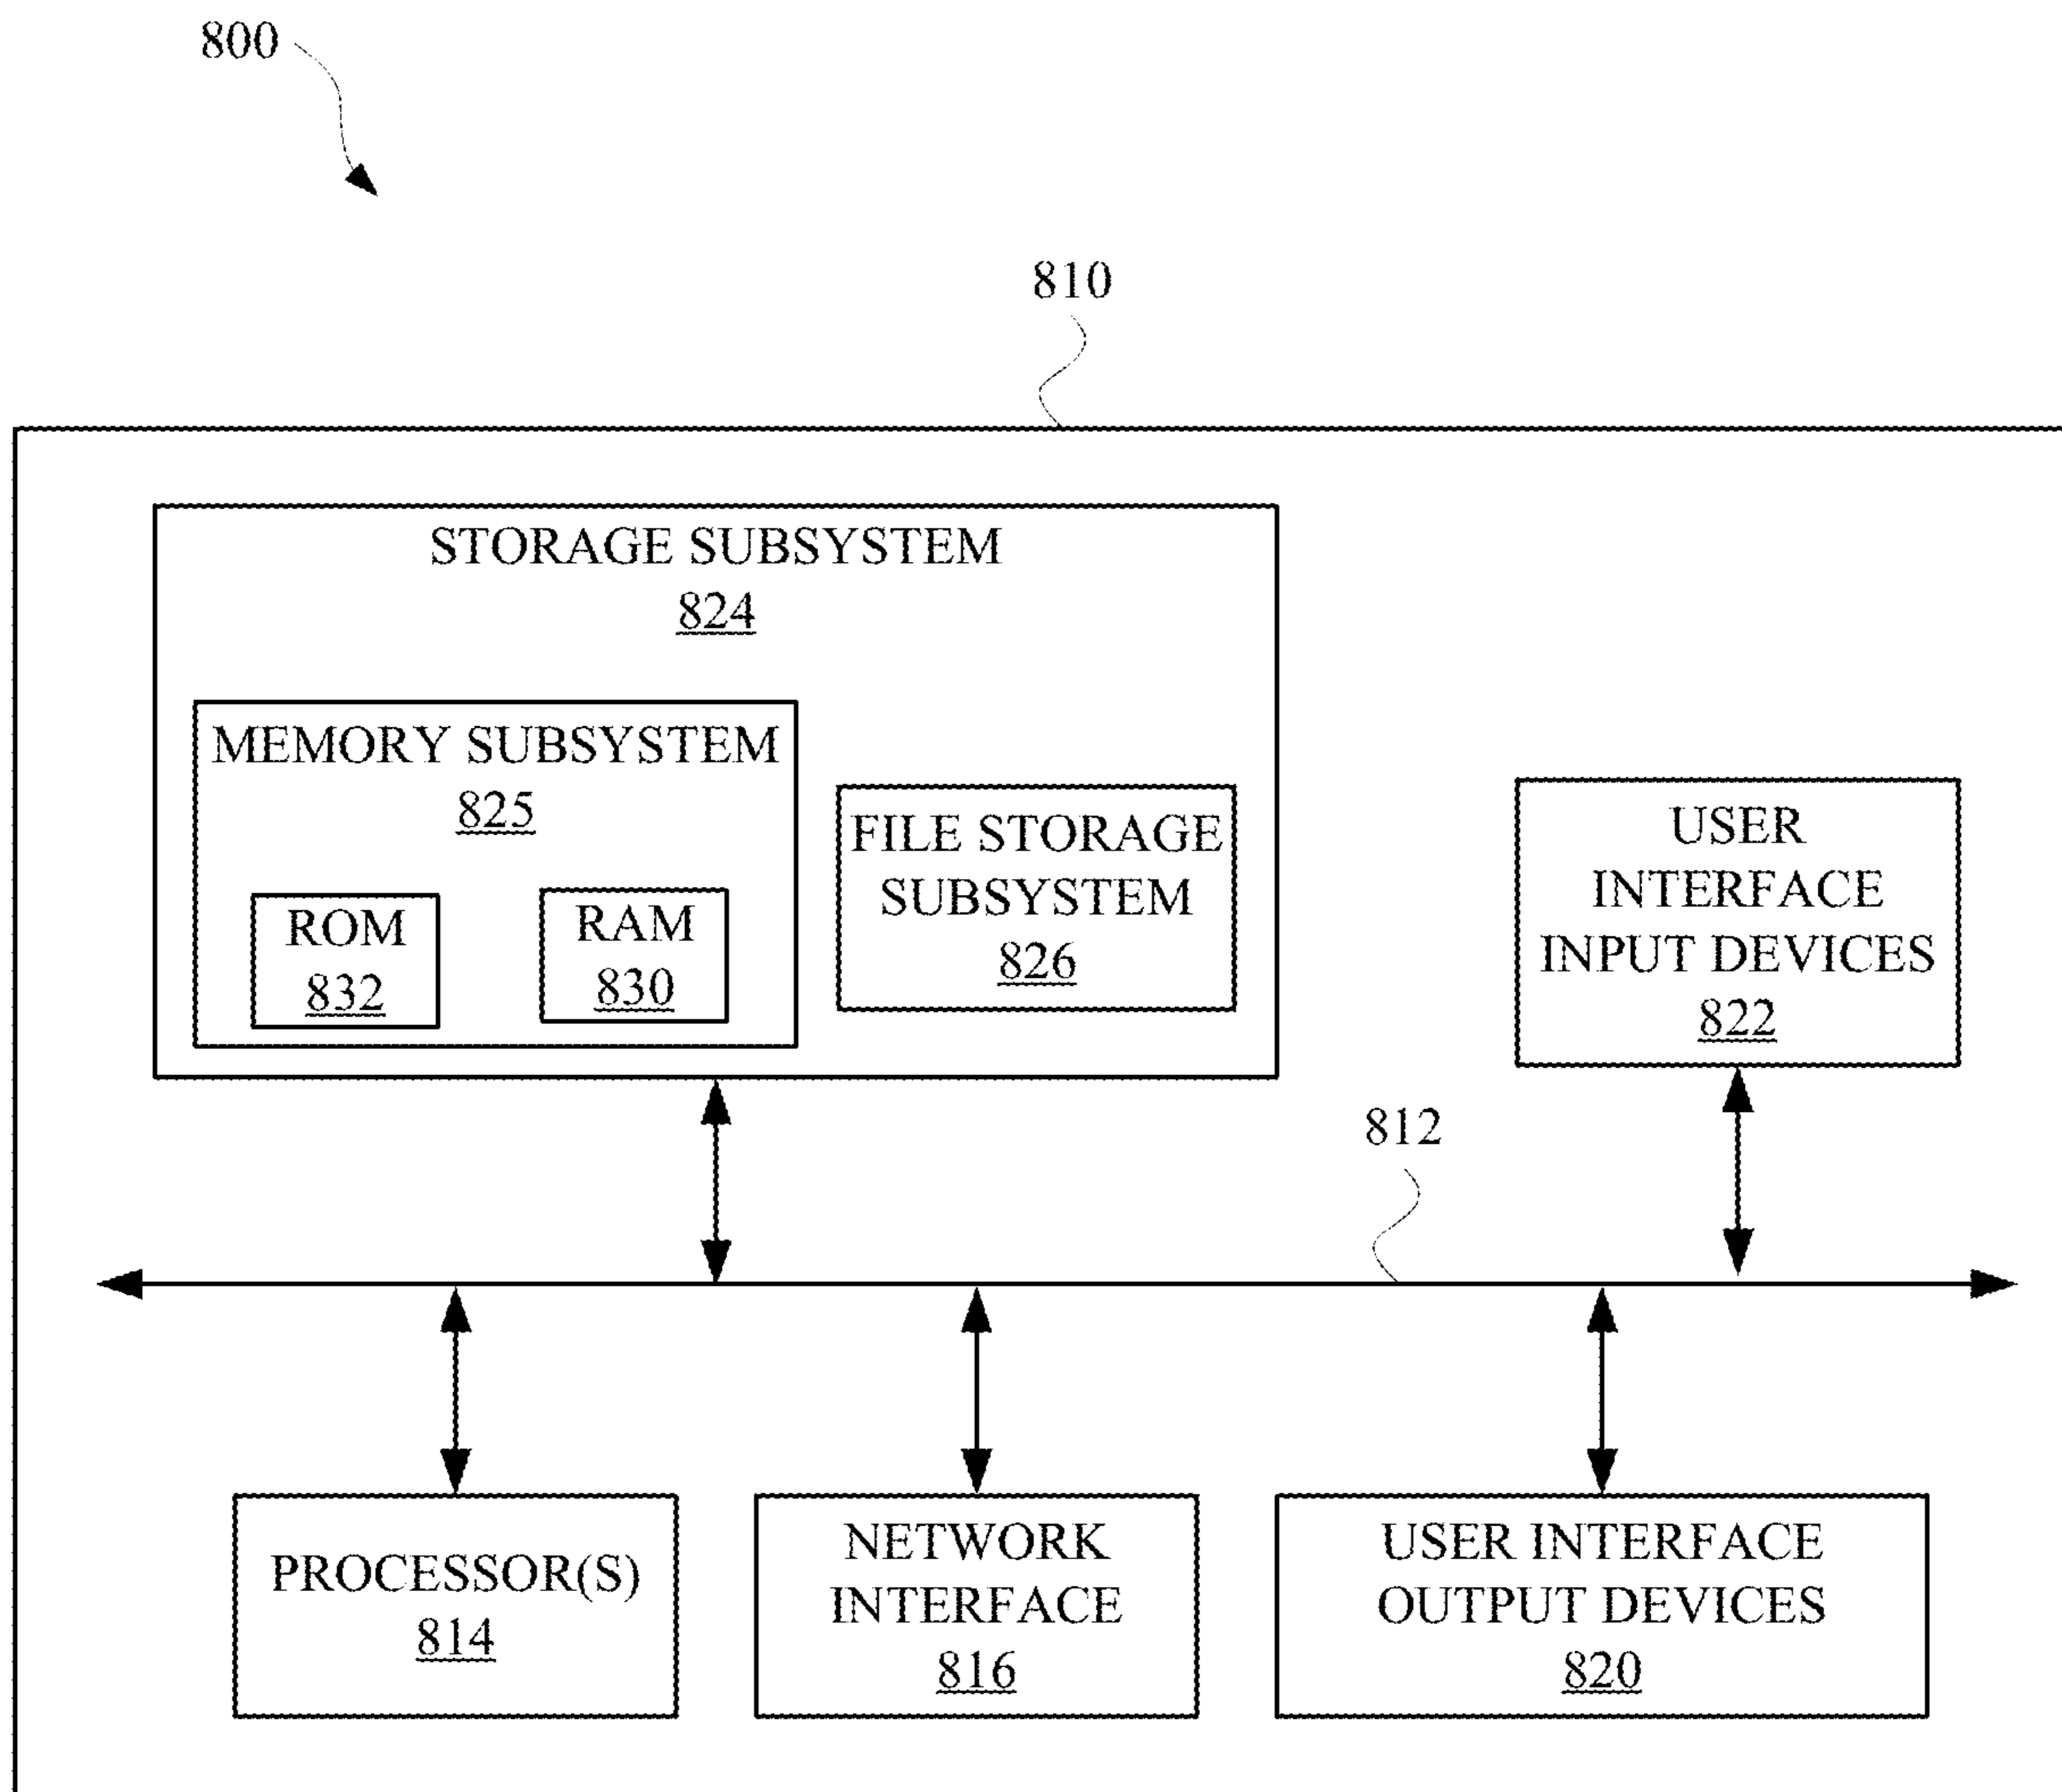 800
810
STORAGE SUBSYSTEM
824
MEMORY SUBSYSTEM
825
ROM
832
RAM
830
FILE STORAGE
SUBSYSTEM
826
USER
INTERFACE
INPUT DEVICES
822
812
PROCESSOR(S)
814
NETWORK
INTERFACE
816
USER INTERFACE
OUTPUT DEVICES
820